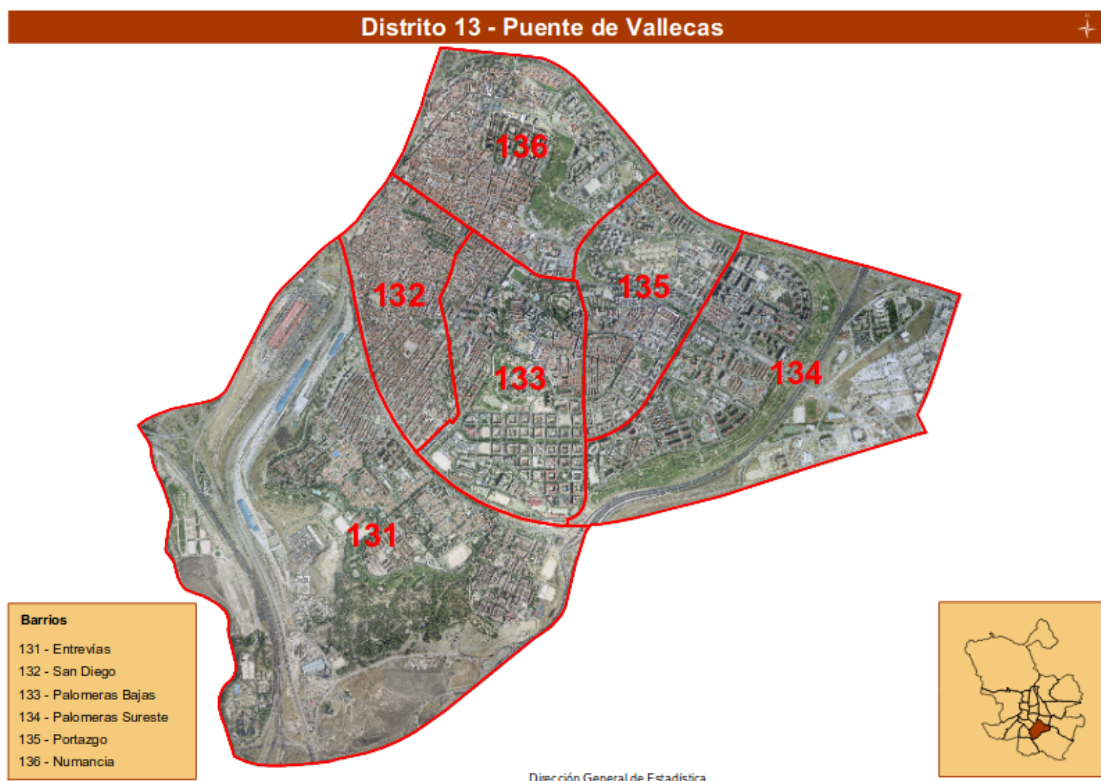 Distrito 13 - Puente de Vallecas
136
132
135
133
134
131
Barrios
131 - Entrevías
132 - San Diego
133 - Palomeras Bajas
134 - Palomeras Sureste
135 - Portazgo
136 - Numancia
Dirección General de Estadística